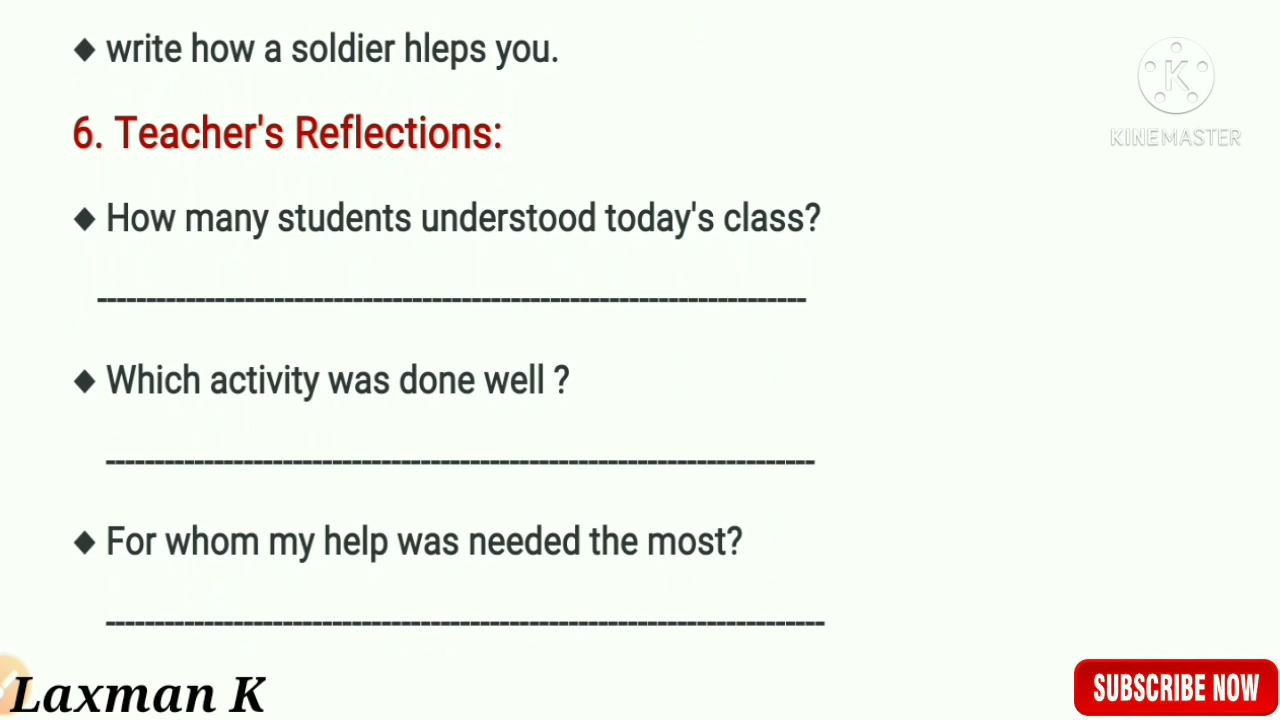 ◆ write how a soldier hleps you.
KINEMASTER
6. Teacher's Reflections:
◆ How many students understood today's class?
------------------------------------------------------------------------
◆ Which activity was done well ?
------------------------------------------------------------------------
◆ For whom my help was needed the most?
-------------------------------------------------------------------------
Laxman K
SUBSCRIBE NOW